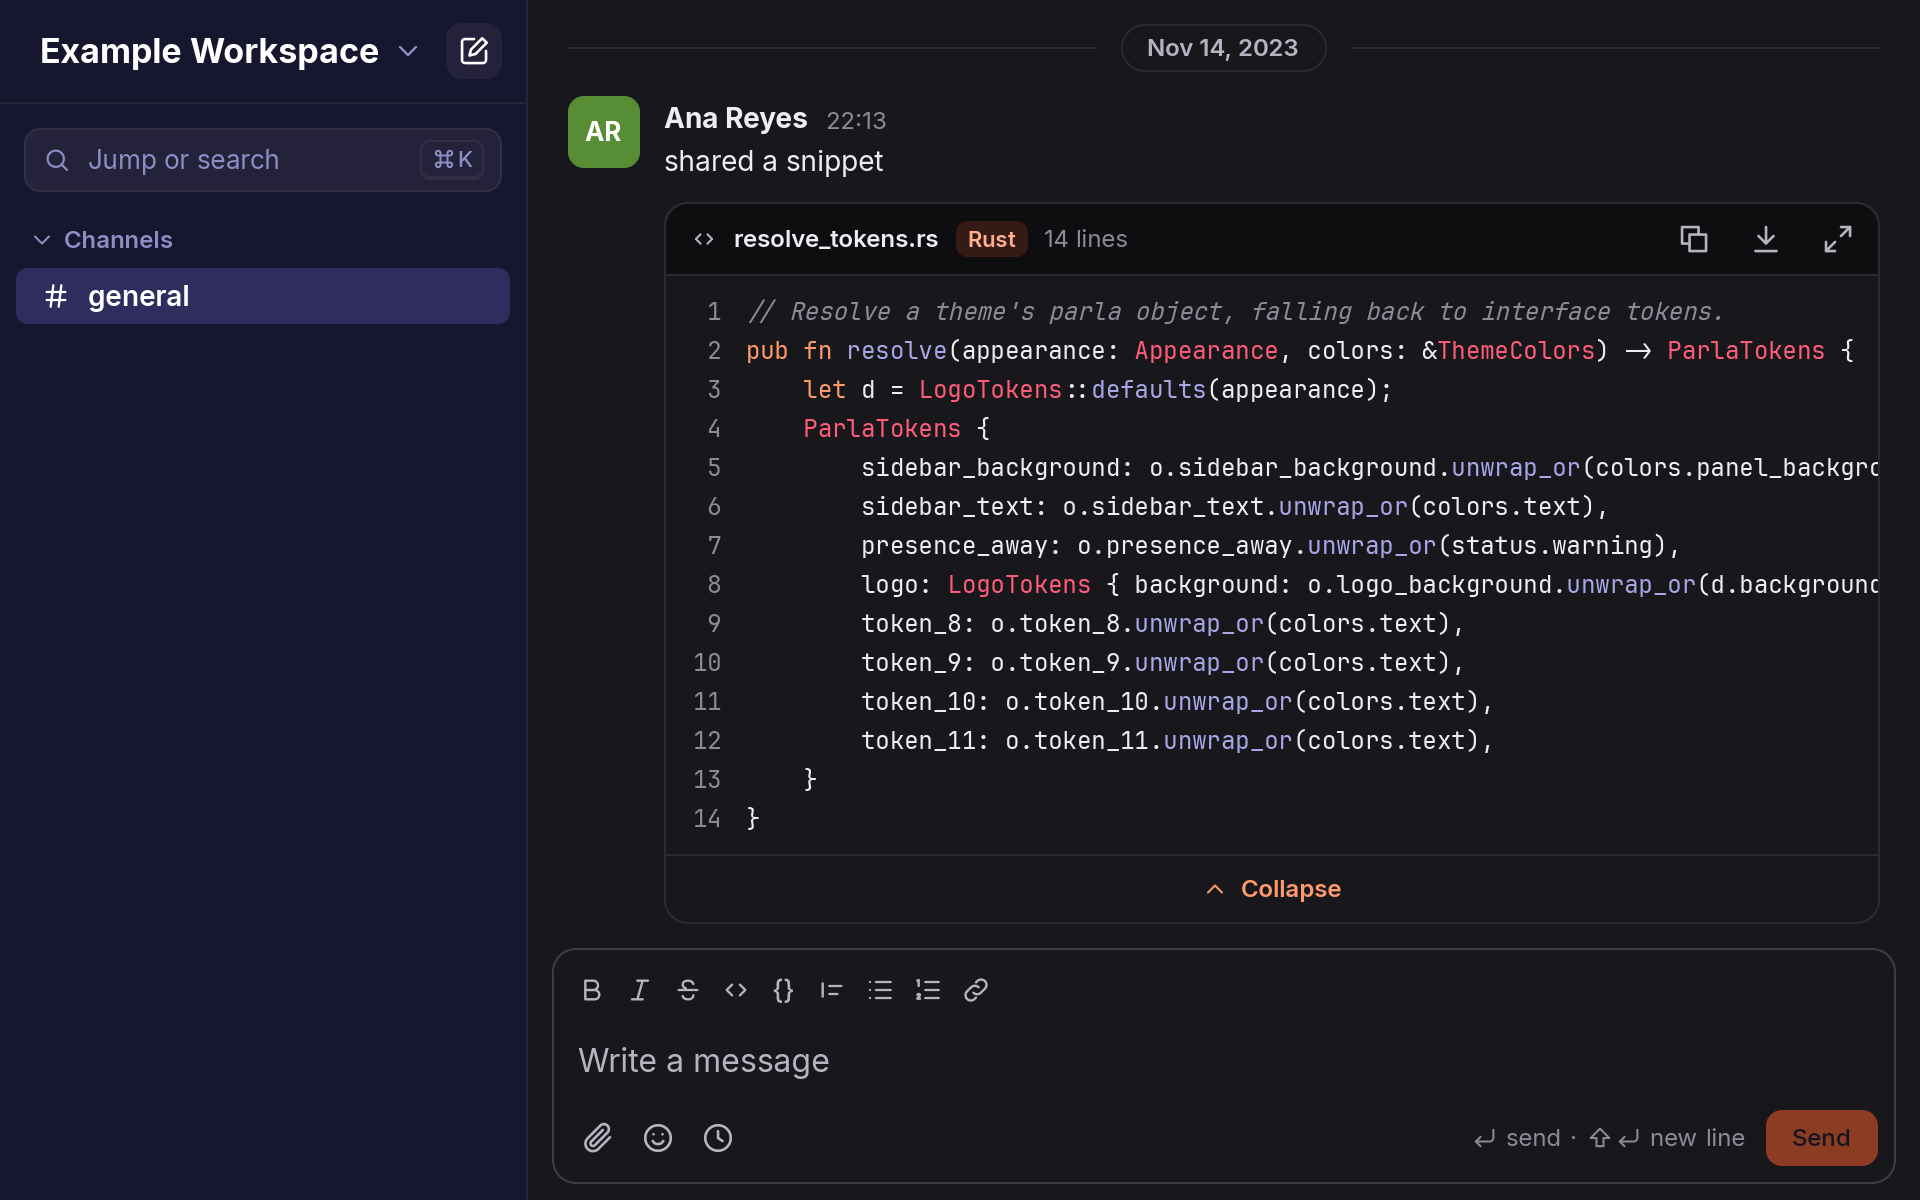 Example Workspace
Jump or search ⌘K
Channels
# general
Nov 14, 2023
AR
Ana Reyes 22:13
shared a snippet
resolve_tokens.rs Rust 14 lines
1 // Resolve a theme's parla object, falling back to interface tokens.
2 pub fn resolve(appearance: Appearance, colors: &ThemeColors) -> ParlaTokens {
3     let d = LogoTokens::defaults(appearance);
4     ParlaTokens {
5         sidebar_background: o.sidebar_background.unwrap_or(colors.panel_backgro
6         sidebar_text: o.sidebar_text.unwrap_or(colors.text),
7         presence_away: o.presence_away.unwrap_or(status.warning),
8         logo: LogoTokens { background: o.logo_background.unwrap_or(d.background
9         token_8: o.token_8.unwrap_or(colors.text),
10         token_9: o.token_9.unwrap_or(colors.text),
11         token_10: o.token_10.unwrap_or(colors.text),
12         token_11: o.token_11.unwrap_or(colors.text),
13     }
14 }
Collapse
Write a message
send · new line Send